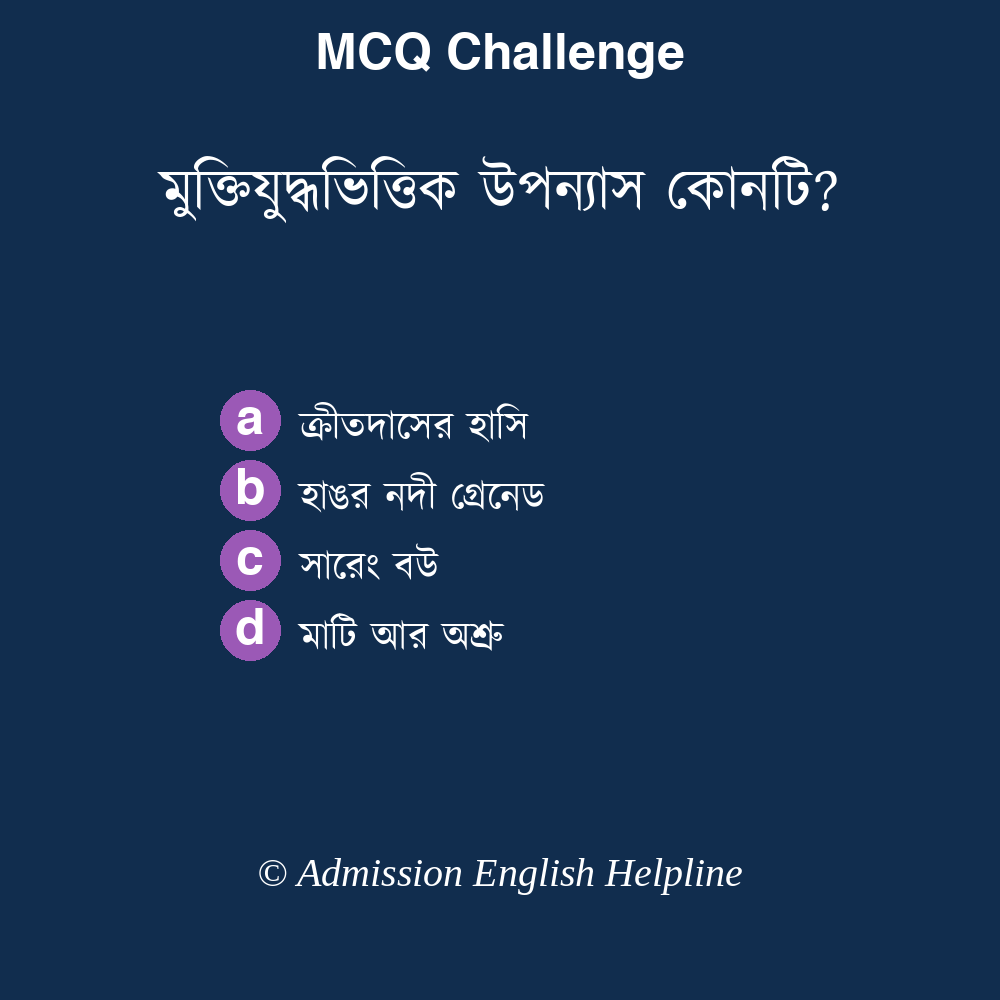 MCQ Challenge
মুক্তিযুদ্ধভিত্তিক উপন্যাস কোনটি?
a ক্রীতদাসের হাসি
b হাঙর নদী গ্রেনেড
c সারেং বউ
d মাটি আর অশ্রু
© Admission English Helpline